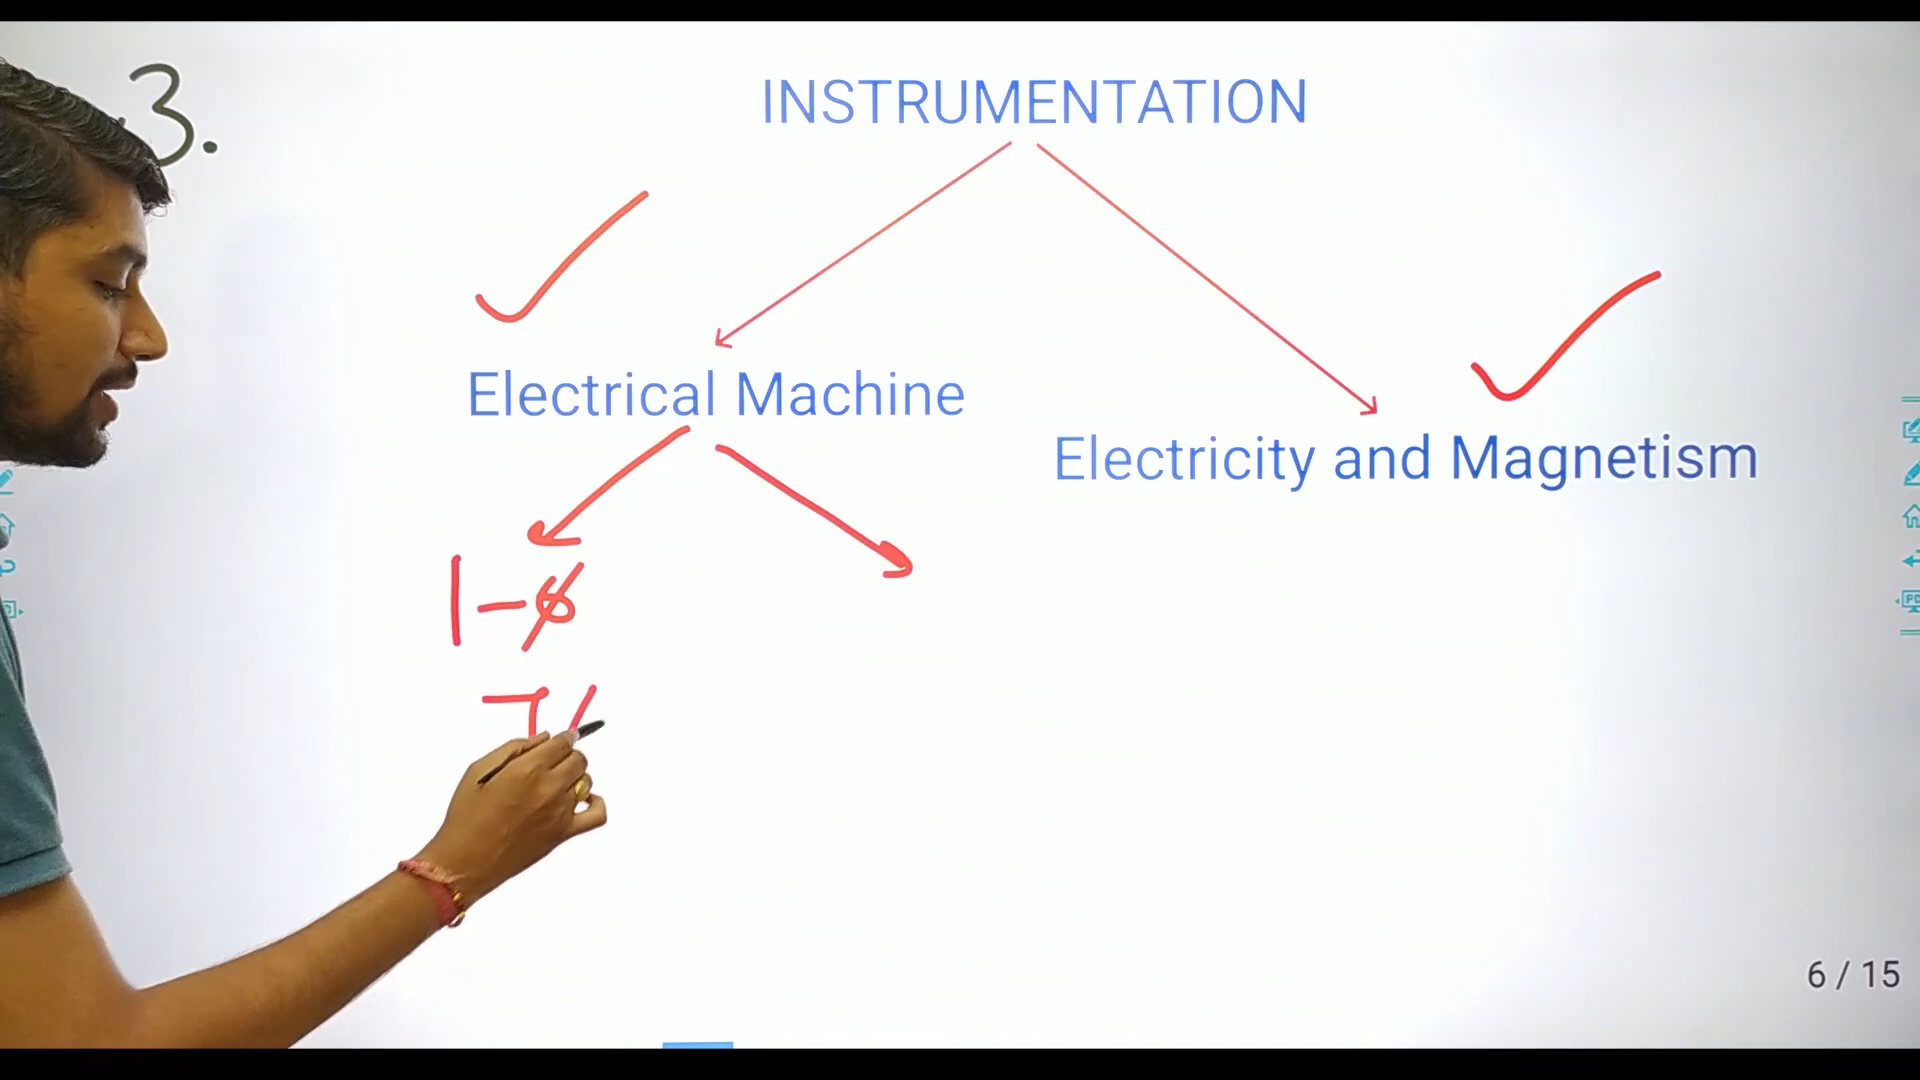 3.
INSTRUMENTATION
Electrical Machine
Electricity and Magnetism
1-ϕ
T/
6 / 15